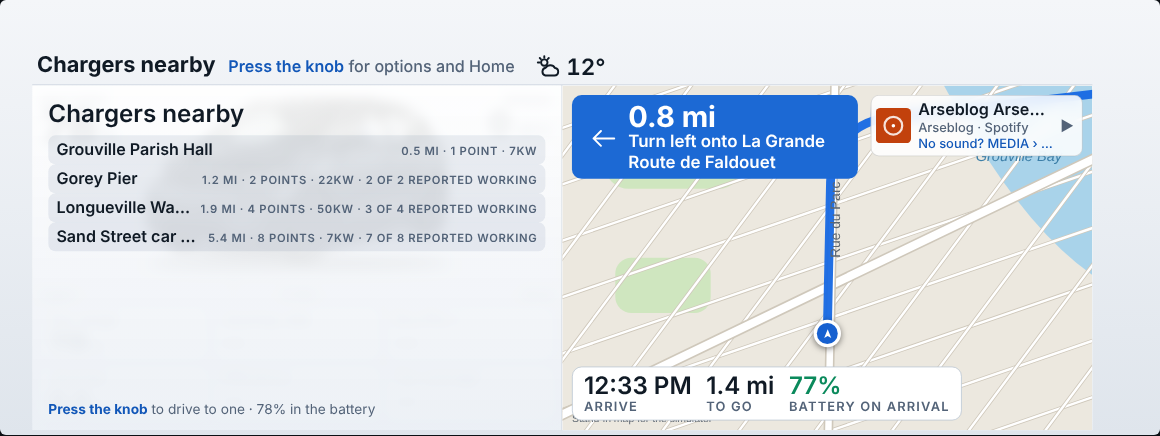 Chargers nearby Press the knob for options and Home 12°
Chargers nearby
Grouville Parish Hall 0.5 MI · 1 POINT · 7KW
Gorey Pier 1.2 MI · 2 POINTS · 22KW · 2 OF 2 REPORTED WORKING
Longueville Wa... 1.9 MI · 4 POINTS · 50KW · 3 OF 4 REPORTED WORKING
Sand Street car ... 5.4 MI · 8 POINTS · 7KW · 7 OF 8 REPORTED WORKING
Press the knob to drive to one · 78% in the battery
0.8 mi
Turn left onto La Grande
Route de Faldouet
Arseblog Arse...
Arseblog · Spotify
No sound? MEDIA › ...
Grouville Bay
Rue du Parc
12:33 PM 1.4 mi 77%
ARRIVE TO GO BATTERY ON ARRIVAL